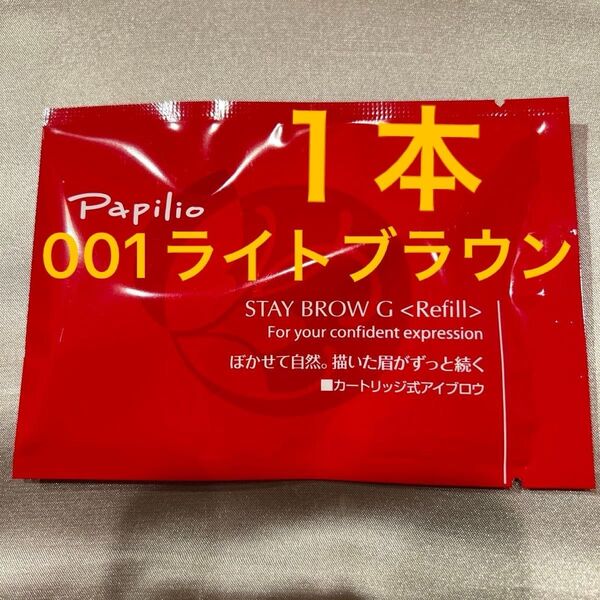 1本
Papilio
001ライトブラウン
STAY BROW G <Refill>
For your confident expression
ぼかせて自然。描いた眉がずっと続く
■カートリッジ式アイブロウ